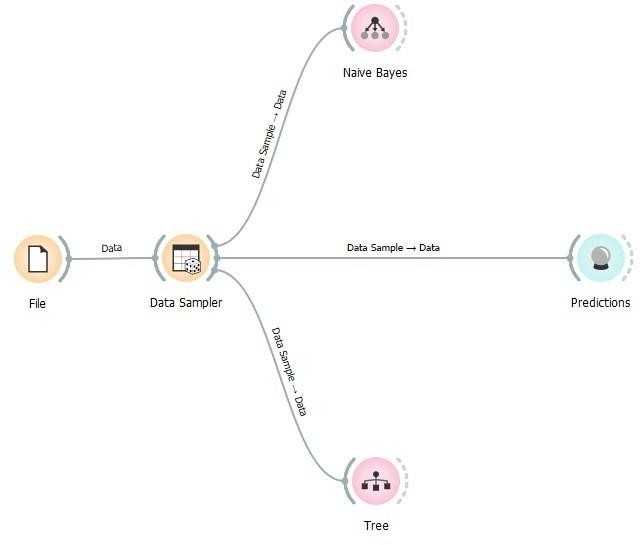 Naive Bayes
Data Sample → Data
Data
Data Sample → Data
File
Data Sampler
Predictions
Data Sample → Data
Tree